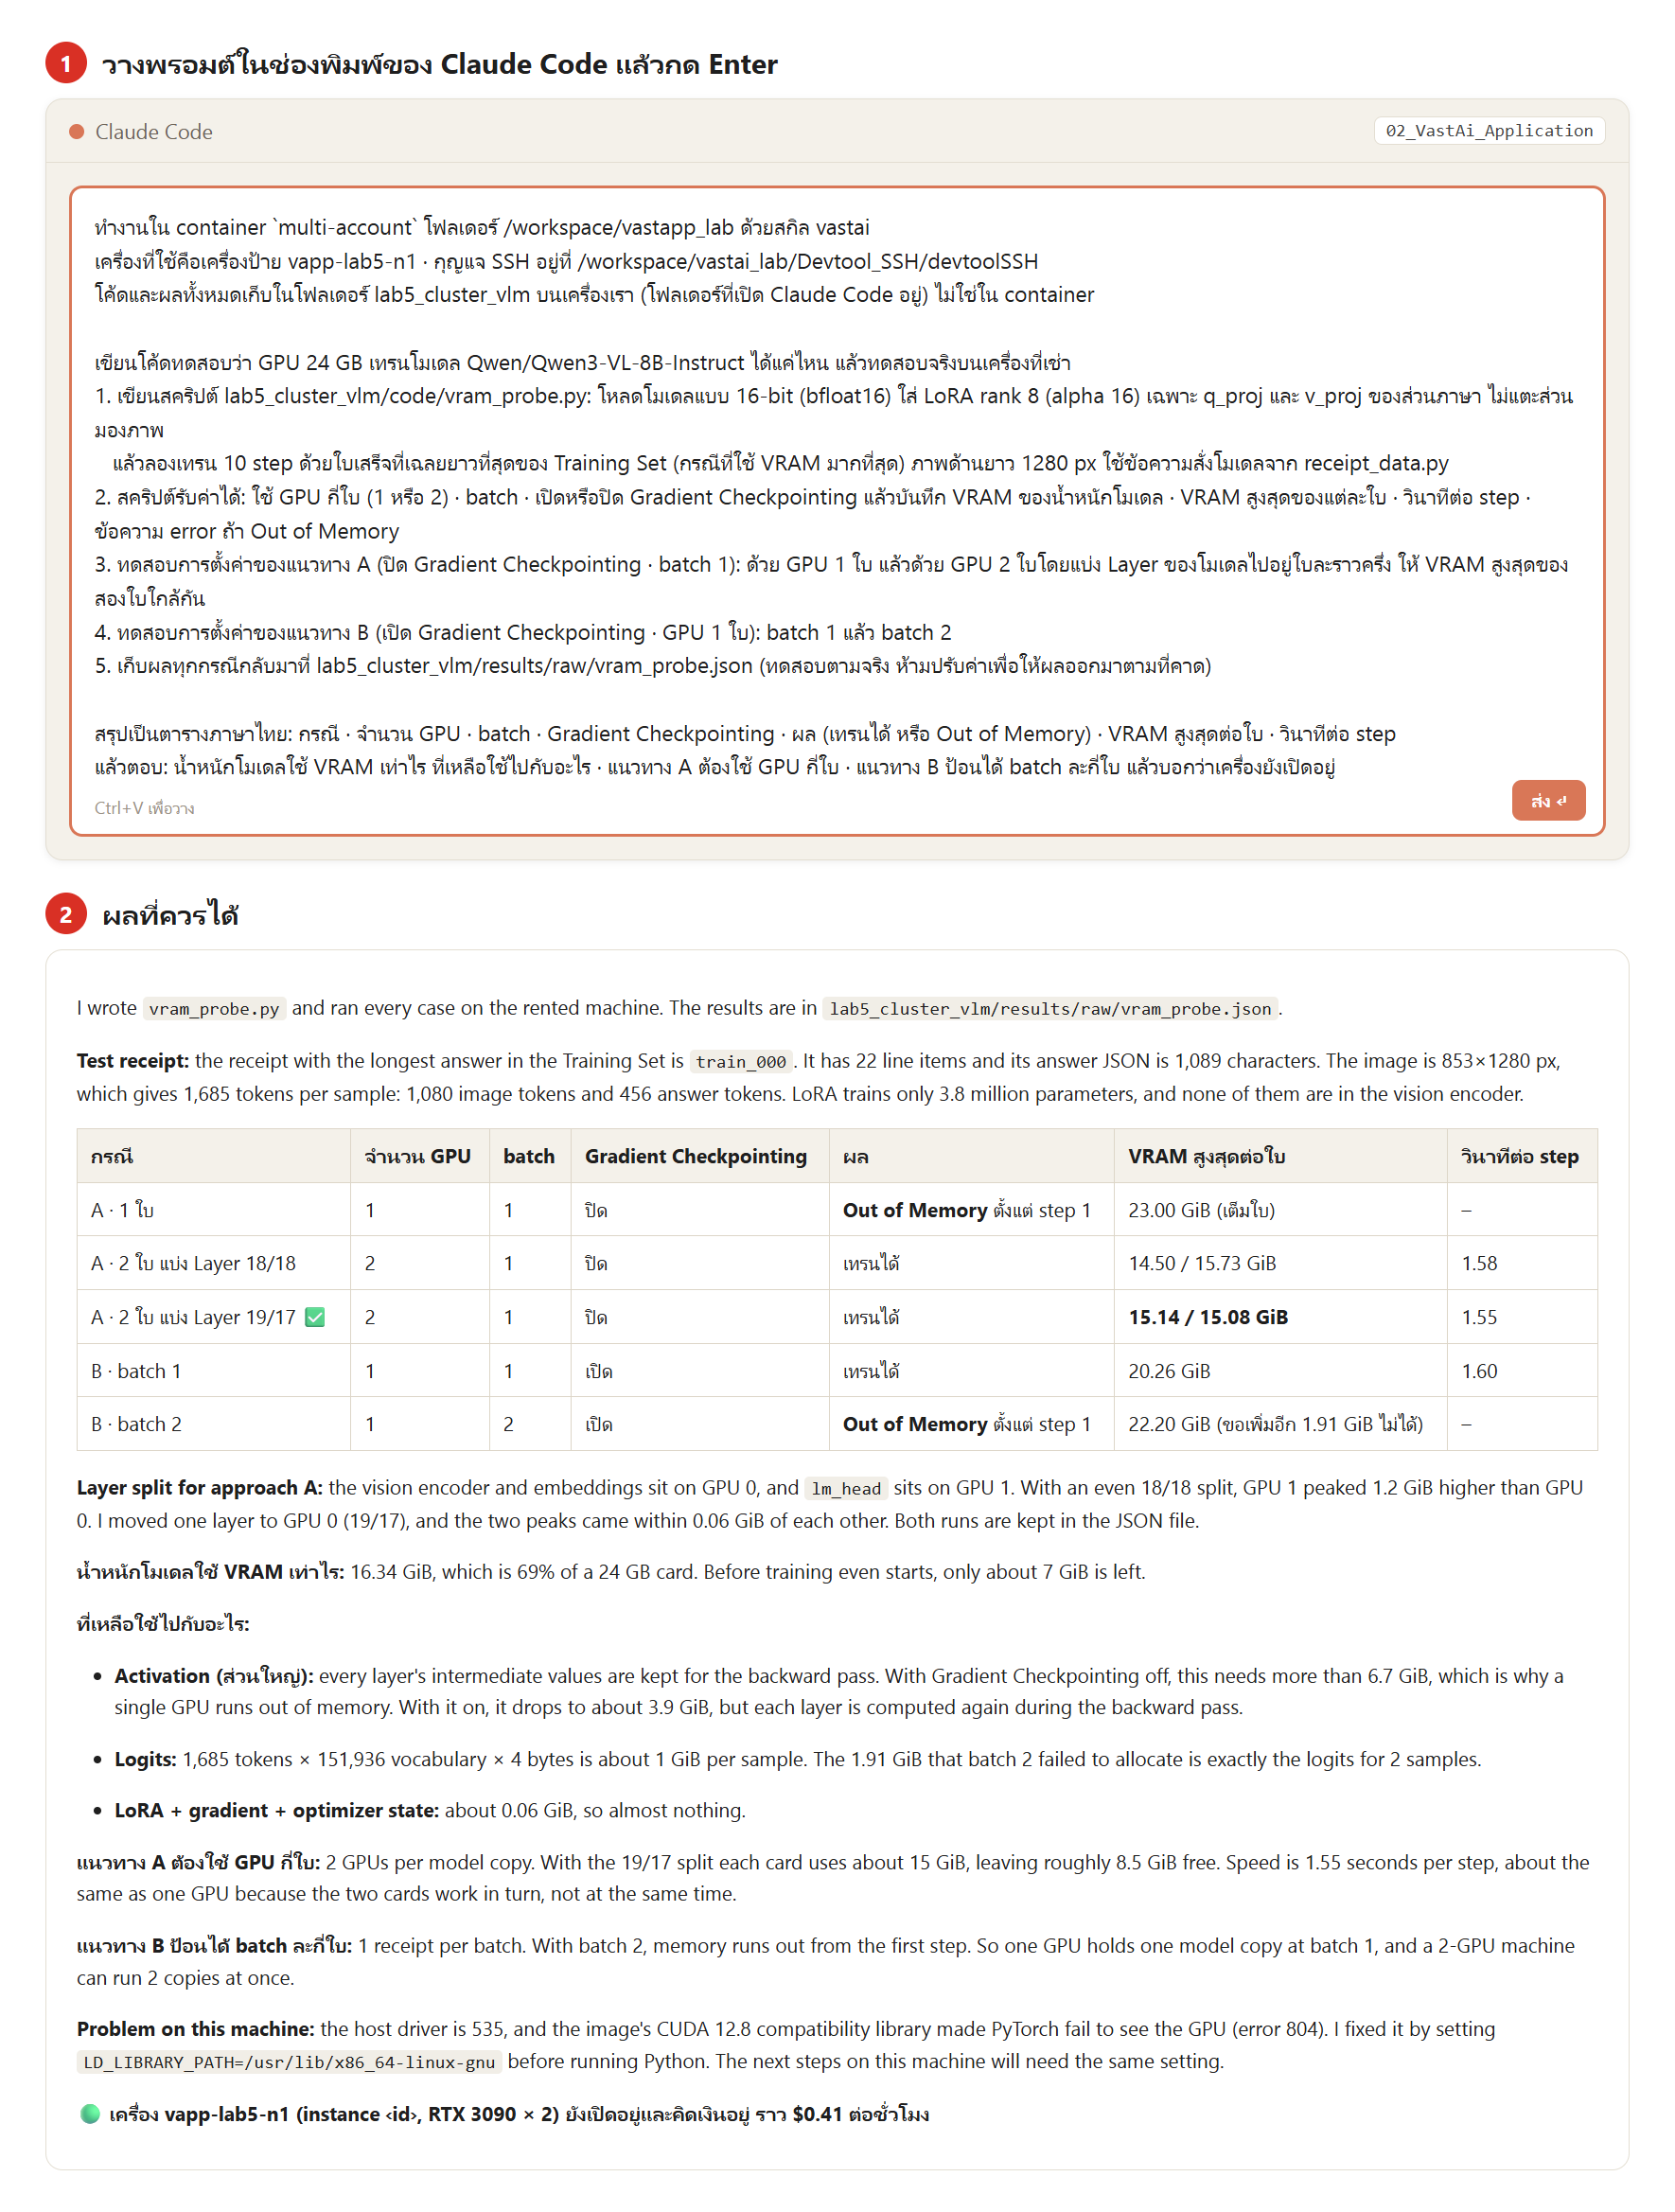 1 วางพรอมต์ในช่องพิมพ์ของ Claude Code แล้วกด Enter
Claude Code
02_VastAi_Application
ทำงานใน container `multi-account` โฟลเดอร์ /workspace/vastapp_lab ด้วยสกิล vastai
เครื่องที่ใช้คือเครื่องป้าย vapp-lab5-n1 · กุญแจ SSH อยู่ที่ /workspace/vastai_lab/Devtool_SSH/devtoolSSH
โค้ดและผลทั้งหมดเก็บในโฟลเดอร์ lab5_cluster_vlm บนเครื่องเรา (โฟลเดอร์ที่เปิด Claude Code อยู่) ไม่ใช่ใน container
เขียนโค้ดทดสอบว่า GPU 24 GB เทรนโมเดล Qwen/Qwen3-VL-8B-Instruct ได้แค่ไหน แล้วทดสอบจริงบนเครื่องที่เช่า
1. เขียนสคริปต์ lab5_cluster_vlm/code/vram_probe.py: โหลดโมเดลแบบ 16-bit (bfloat16) ใส่ LoRA rank 8 (alpha 16) เฉพาะ q_proj และ v_proj ของส่วนภาษา ไม่แตะส่วน
มองภาพ
แล้วลองเทรน 10 step ด้วยใบเสร็จที่เฉลยยาวที่สุดของ Training Set (กรณีที่ใช้ VRAM มากที่สุด) ภาพด้านยาว 1280 px ใช้ข้อความสั่งโมเดลจาก receipt_data.py
2. สคริปต์รับค่าได้: ใช้ GPU กี่ใบ (1 หรือ 2) · batch · เปิดหรือปิด Gradient Checkpointing แล้วบันทึก VRAM ของน้ำหนักโมเดล · VRAM สูงสุดของแต่ละใบ · วินาทีต่อ step ·
ข้อความ error ถ้า Out of Memory
3. ทดสอบการตั้งค่าของแนวทาง A (ปิด Gradient Checkpointing · batch 1): ด้วย GPU 1 ใบ แล้วด้วย GPU 2 ใบโดยแบ่ง Layer ของโมเดลไปอยู่ใบละราวครึ่ง ให้ VRAM สูงสุดของ
สองใบใกล้กัน
4. ทดสอบการตั้งค่าของแนวทาง B (เปิด Gradient Checkpointing · GPU 1 ใบ): batch 1 แล้ว batch 2
5. เก็บผลทุกกรณีกลับมาที่ lab5_cluster_vlm/results/raw/vram_probe.json (ทดสอบตามจริง ห้ามปรับค่าเพื่อให้ผลออกมาตามที่คาด)
สรุปเป็นตารางภาษาไทย: กรณี · จำนวน GPU · batch · Gradient Checkpointing · ผล (เทรนได้ หรือ Out of Memory) · VRAM สูงสุดต่อใบ · วินาทีต่อ step
แล้วตอบ: น้ำหนักโมเดลใช้ VRAM เท่าไร ที่เหลือใช้ไปกับอะไร · แนวทาง A ต้องใช้ GPU กี่ใบ · แนวทาง B ป้อนได้ batch ละกี่ใบ แล้วบอกว่าเครื่องยังเปิดอยู่
Ctrl+V เพื่อวาง
ส่ง ⏎
2 ผลที่ควรได้
I wrote vram_probe.py and ran every case on the rented machine. The results are in lab5_cluster_vlm/results/raw/vram_probe.json.
Test receipt: the receipt with the longest answer in the Training Set is train_000. It has 22 line items and its answer JSON is 1,089 characters. The image is 853×1280 px,
which gives 1,685 tokens per sample: 1,080 image tokens and 456 answer tokens. LoRA trains only 3.8 million parameters, and none of them are in the vision encoder.
กรณี จำนวน GPU batch Gradient Checkpointing ผล VRAM สูงสุดต่อใบ วินาทีต่อ step
A · 1 ใบ 1 1 ปิด Out of Memory ตั้งแต่ step 1 23.00 GiB (เต็มใบ) –
A · 2 ใบ แบ่ง Layer 18/18 2 1 ปิด เทรนได้ 14.50 / 15.73 GiB 1.58
A · 2 ใบ แบ่ง Layer 19/17 ✅ 2 1 ปิด เทรนได้ 15.14 / 15.08 GiB 1.55
B · batch 1 1 1 เปิด เทรนได้ 20.26 GiB 1.60
B · batch 2 1 2 เปิด Out of Memory ตั้งแต่ step 1 22.20 GiB (ขอเพิ่มอีก 1.91 GiB ไม่ได้) –
Layer split for approach A: the vision encoder and embeddings sit on GPU 0, and lm_head sits on GPU 1. With an even 18/18 split, GPU 1 peaked 1.2 GiB higher than GPU
0. I moved one layer to GPU 0 (19/17), and the two peaks came within 0.06 GiB of each other. Both runs are kept in the JSON file.
น้ำหนักโมเดลใช้ VRAM เท่าไร: 16.34 GiB, which is 69% of a 24 GB card. Before training even starts, only about 7 GiB is left.
ที่เหลือใช้ไปกับอะไร:
• Activation (ส่วนใหญ่): every layer's intermediate values are kept for the backward pass. With Gradient Checkpointing off, this needs more than 6.7 GiB, which is why a
single GPU runs out of memory. With it on, it drops to about 3.9 GiB, but each layer is computed again during the backward pass.
• Logits: 1,685 tokens × 151,936 vocabulary × 4 bytes is about 1 GiB per sample. The 1.91 GiB that batch 2 failed to allocate is exactly the logits for 2 samples.
• LoRA + gradient + optimizer state: about 0.06 GiB, so almost nothing.
แนวทาง A ต้องใช้ GPU กี่ใบ: 2 GPUs per model copy. With the 19/17 split each card uses about 15 GiB, leaving roughly 8.5 GiB free. Speed is 1.55 seconds per step, about the
same as one GPU because the two cards work in turn, not at the same time.
แนวทาง B ป้อนได้ batch ละกี่ใบ: 1 receipt per batch. With batch 2, memory runs out from the first step. So one GPU holds one model copy at batch 1, and a 2-GPU machine
can run 2 copies at once.
Problem on this machine: the host driver is 535, and the image's CUDA 12.8 compatibility library made PyTorch fail to see the GPU (error 804). I fixed it by setting
LD_LIBRARY_PATH=/usr/lib/x86_64-linux-gnu before running Python. The next steps on this machine will need the same setting.
🟢 เครื่อง vapp-lab5-n1 (instance ‹id›, RTX 3090 × 2) ยังเปิดอยู่และคิดเงินอยู่ ราว $0.41 ต่อชั่วโมง